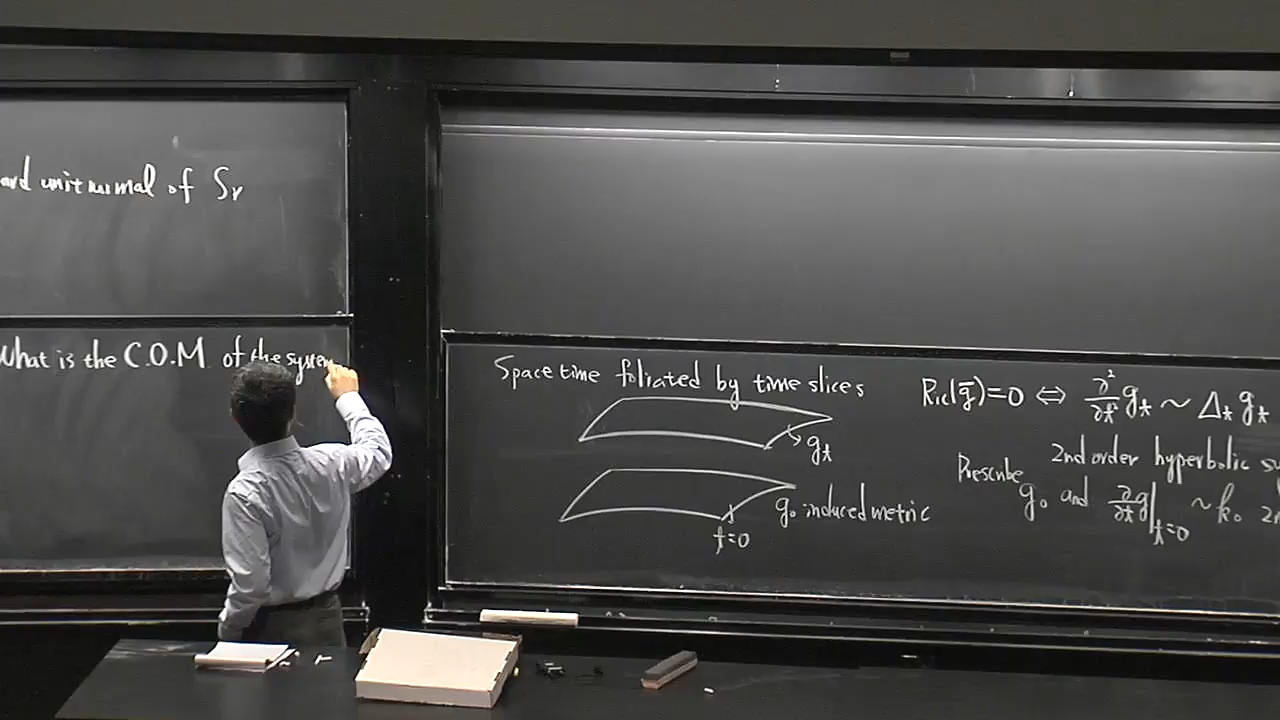 unit normal of Sr
What is the C.O.M of the system
Space time foliated by time slices
gₜ
g₀ induced metric
t=0
Ric(ḡ)=0 ⇔ ∂²/∂t² gₜ ~ Δₜ gₜ
2nd order hyperbolic
Prescribe g₀ and ∂/∂t g|ₜ₌₀ ~ k₀